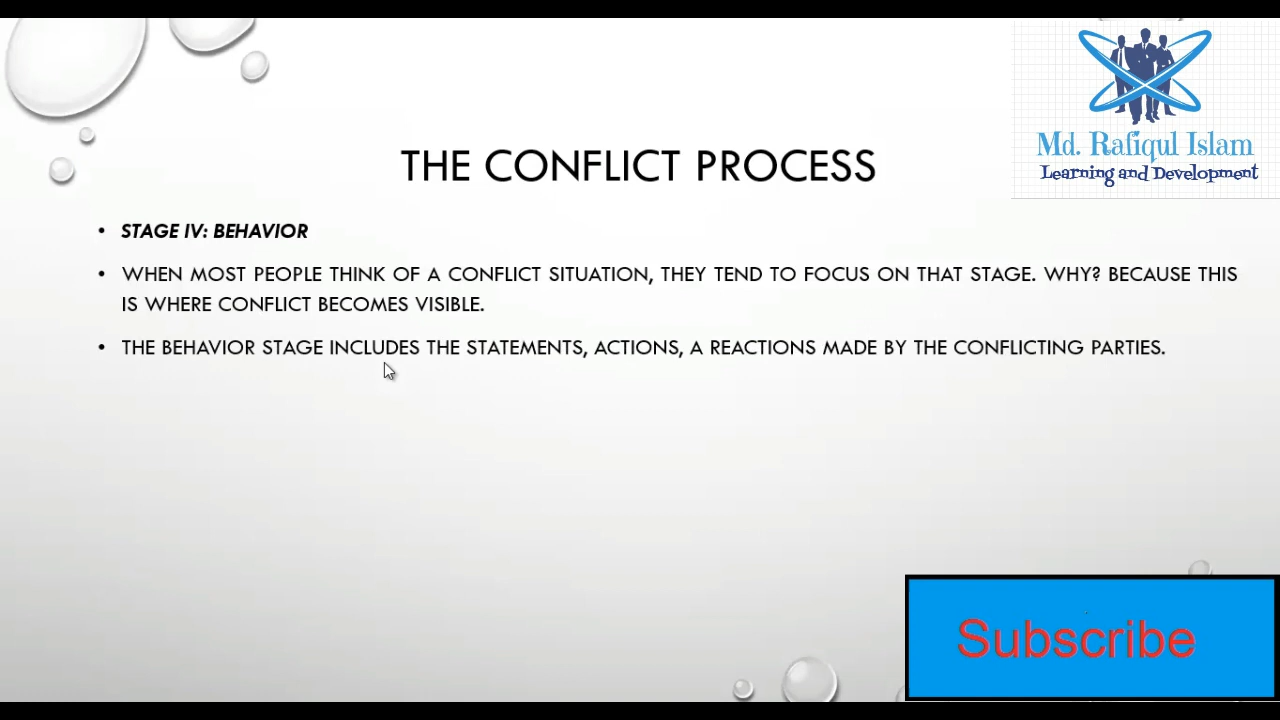 Md. Rafiqul Islam
Learning and Development
THE CONFLICT PROCESS
• STAGE IV: BEHAVIOR
• WHEN MOST PEOPLE THINK OF A CONFLICT SITUATION, THEY TEND TO FOCUS ON THAT STAGE. WHY? BECAUSE THIS
IS WHERE CONFLICT BECOMES VISIBLE.
• THE BEHAVIOR STAGE INCLUDES THE STATEMENTS, ACTIONS, A REACTIONS MADE BY THE CONFLICTING PARTIES.
Subscribe